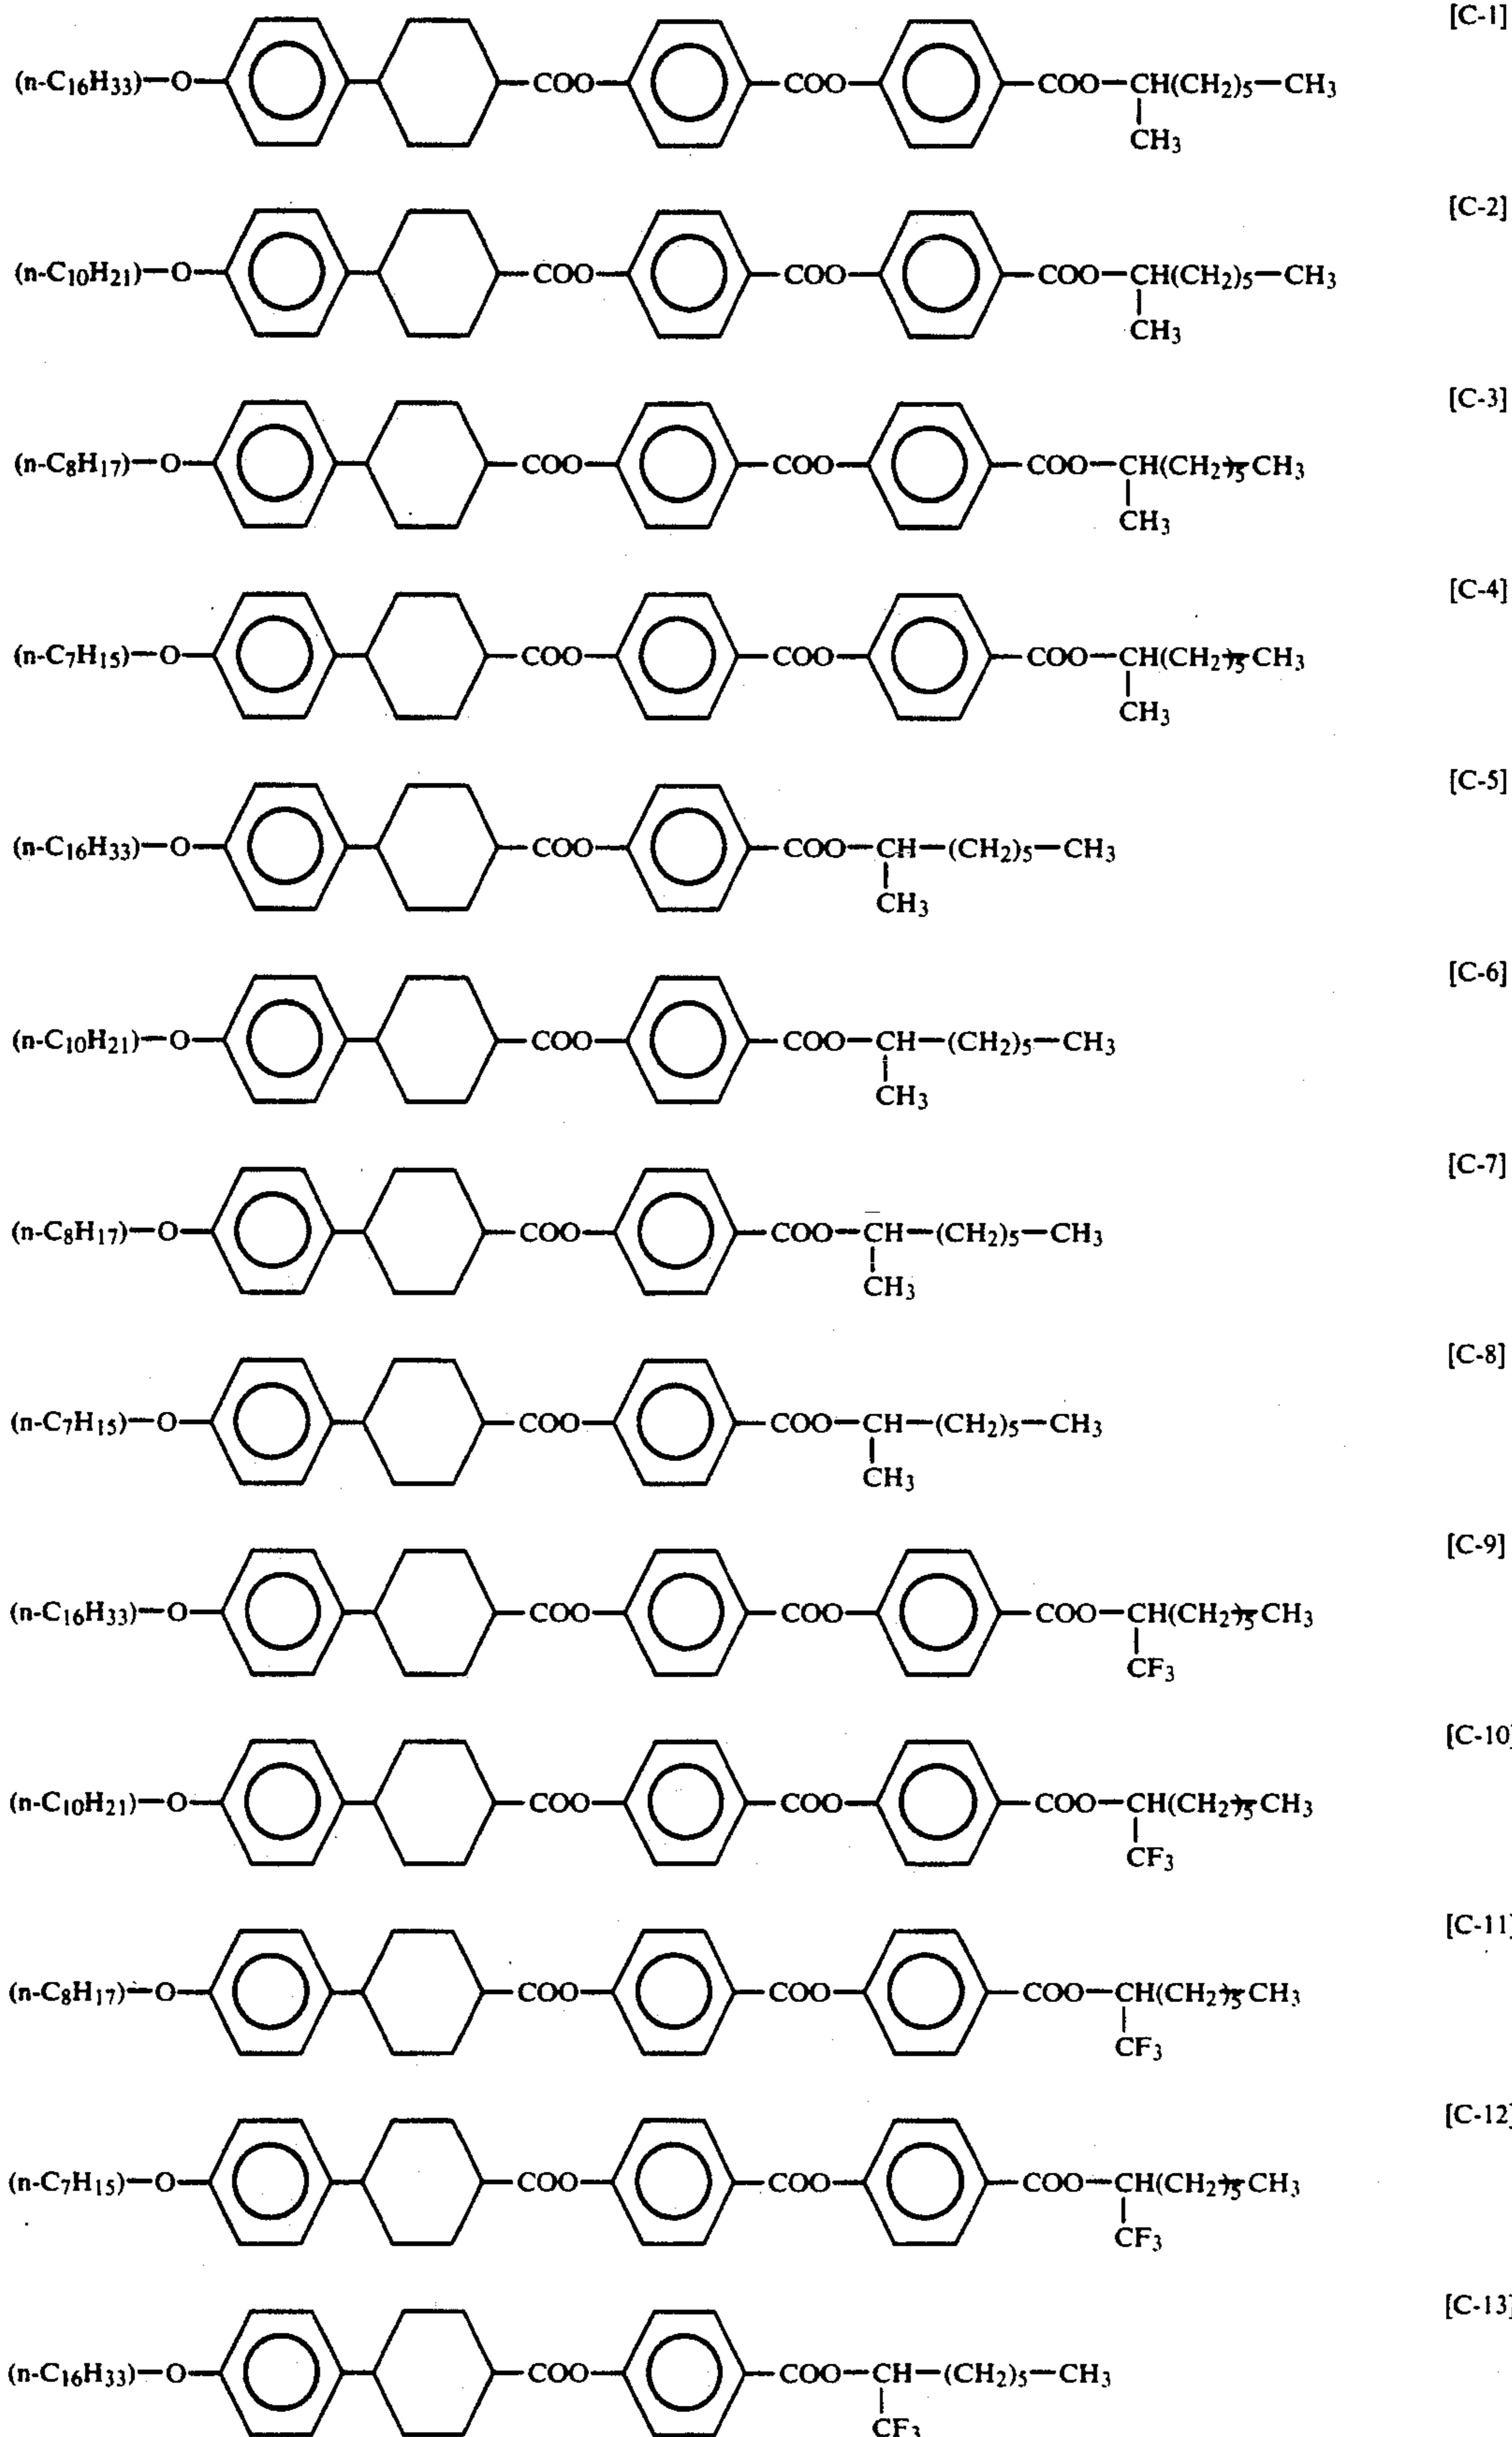 [C-1]
(n-C16H33)—O— —COO— —COO— —COO—CH(CH2)5—CH3
CH3
[C-2]
(n-C10H21)—O— —COO— —COO— —COO—CH(CH2)5—CH3
CH3
[C-3]
(n-C8H17)—O— —COO— —COO— —COO—CH(CH2)5CH3
CH3
[C-4]
(n-C7H15)—O— —COO— —COO— —COO—CH(CH2)5CH3
CH3
[C-5]
(n-C16H33)—O— —COO— —COO—CH—(CH2)5—CH3
CH3
[C-6]
(n-C10H21)—O— —COO— —COO—CH—(CH2)5—CH3
CH3
[C-7]
(n-C8H17)—O— —COO— —COO—CH—(CH2)5—CH3
CH3
[C-8]
(n-C7H15)—O— —COO— —COO—CH—(CH2)5—CH3
CH3
[C-9]
(n-C16H33)—O— —COO— —COO— —COO—CH(CH2)5CH3
CF3
[C-10]
(n-C10H21)—O— —COO— —COO— —COO—CH(CH2)5CH3
CF3
[C-11]
(n-C8H17)—O— —COO— —COO— —COO—CH(CH2)5CH3
CF3
[C-12]
(n-C7H15)—O— —COO— —COO— —COO—CH(CH2)5CH3
CF3
[C-13]
(n-C16H33)—O— —COO— —COO—CH—(CH2)5—CH3
CF3